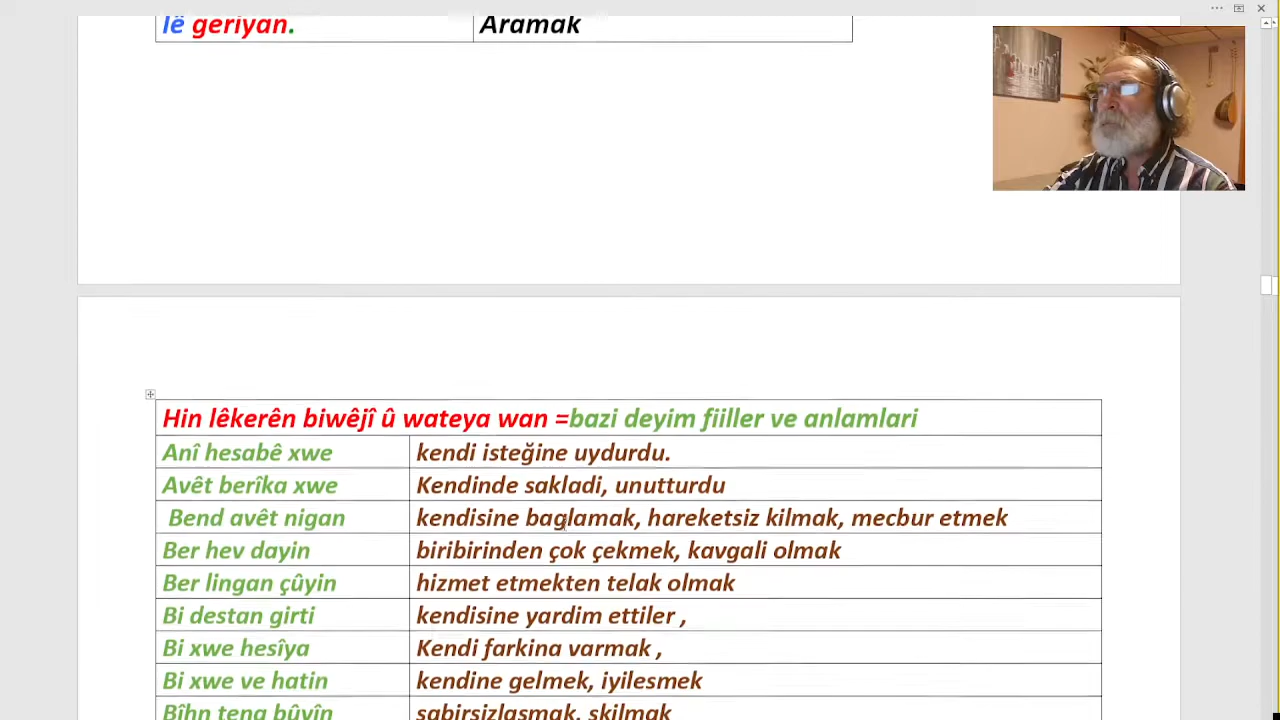 lê geriyan. Aramak
Hin lêkerên biwêjî û wateya wan =bazi deyim fiiller ve anlamlari
Anî hesabê xwe kendi isteğine uydurdu.
Avêt berîka xwe Kendinde sakladi, unutturdu
Bend avêt nigan kendisine baglamak, hareketsiz kilmak, mecbur etmek
Ber hev dayin biribirinden çok çekmek, kavgali olmak
Ber lingan çûyin hizmet etmekten telak olmak
Bi destan girti kendisine yardim ettiler ,
Bi xwe hesîya Kendi farkina varmak ,
Bi xwe ve hatin kendine gelmek, iyilesmek
Bîhn teng bûyîn sabirsizlasmak, skilmak